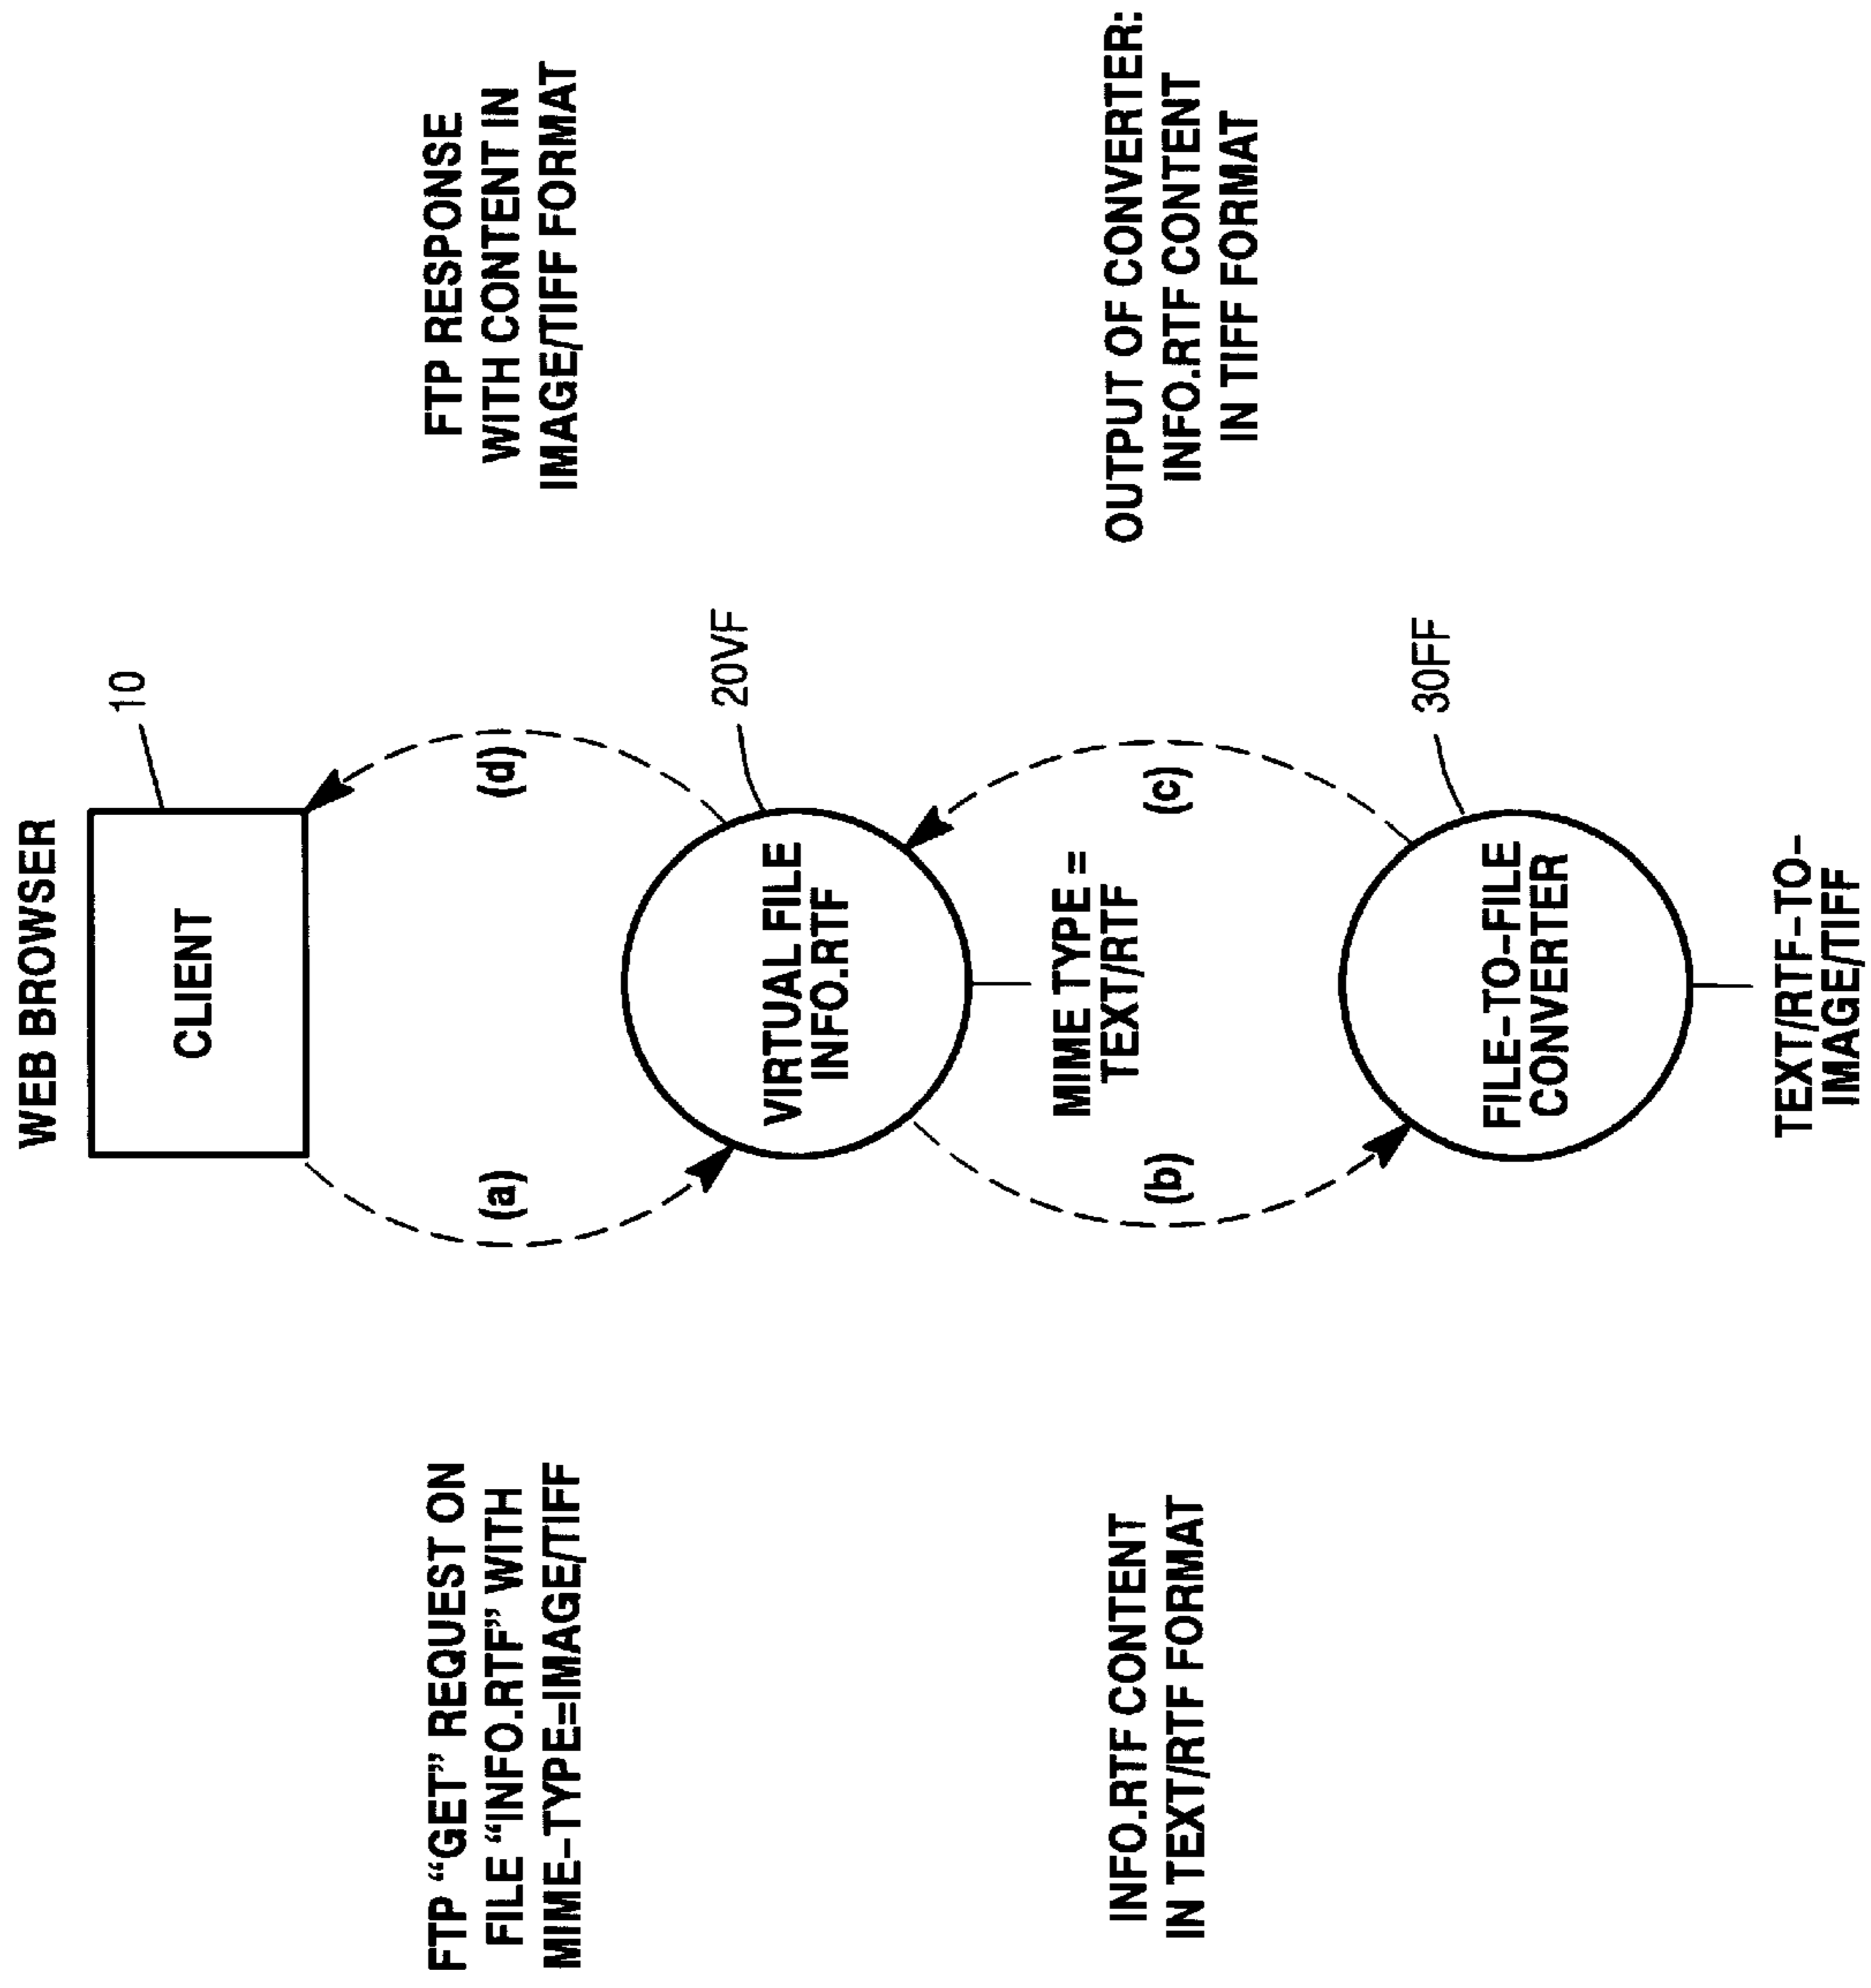 WEB BROWSER
10
CLIENT
FTP “GET” REQUEST ON
FILE “INFO.RTF” WITH
MIME-TYPE=IMAGE/TIFF
(a)
(d)
FTP RESPONSE
WITH CONTENT IN
IMAGE/TIFF FORMAT
20VF
VIRTUAL FILE
INFO.RTF
MIME TYPE =
TEXT/RTF
INFO.RTF CONTENT
IN TEXT/RTF FORMAT
(b)
(c)
OUTPUT OF CONVERTER:
INFO.RTF CONTENT
IN TIFF FORMAT
30FF
FILE-TO-FILE
CONVERTER
TEXT/RTF-TO-
IMAGE/TIFF